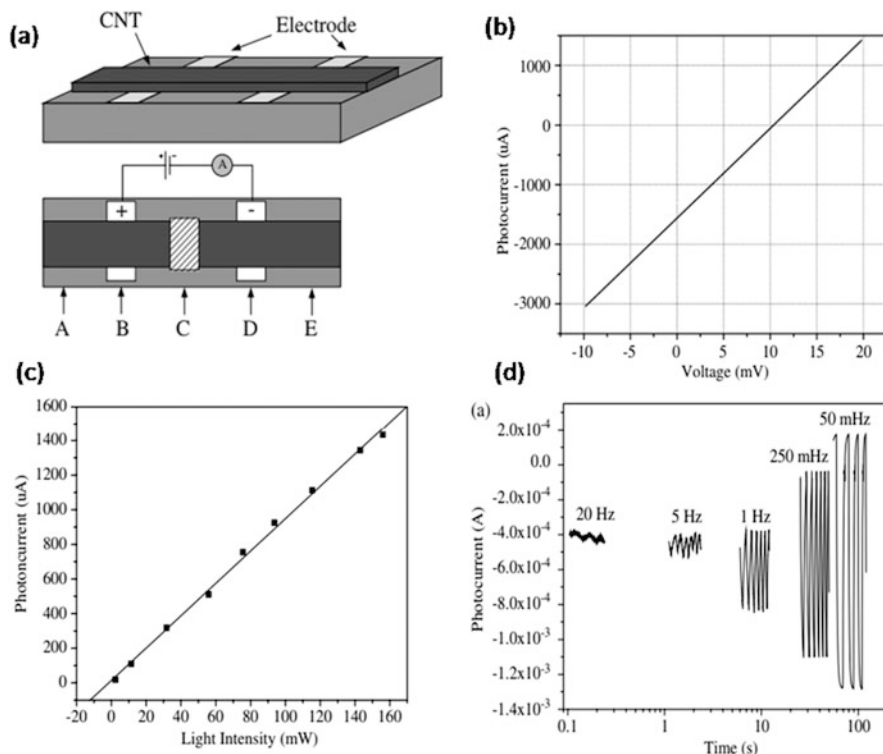 (a)
CNT
Electrode
+ -
A
+ -
A B C D E
(b)
1000
0
-1000
-2000
-3000
Photocurrent (uA)
-10 -5 0 5 10 15 20
Voltage (mV)
(c)
1600
1400
1200
1000
800
600
400
200
0
Photoncurrent (uA)
-20 0 20 40 60 80 100 120 140 160
Light Intensity (mW)
(d)
(a)
50 mHz
250 mHz
20 Hz 5 Hz 1 Hz
2.0x10-4
0.0
-2.0x10-4
-4.0x10-4
-6.0x10-4
-8.0x10-4
-1.0x10-3
-1.2x10-3
-1.4x10-3
Photocurrent (A)
0.1 1 10 100
Time (s)